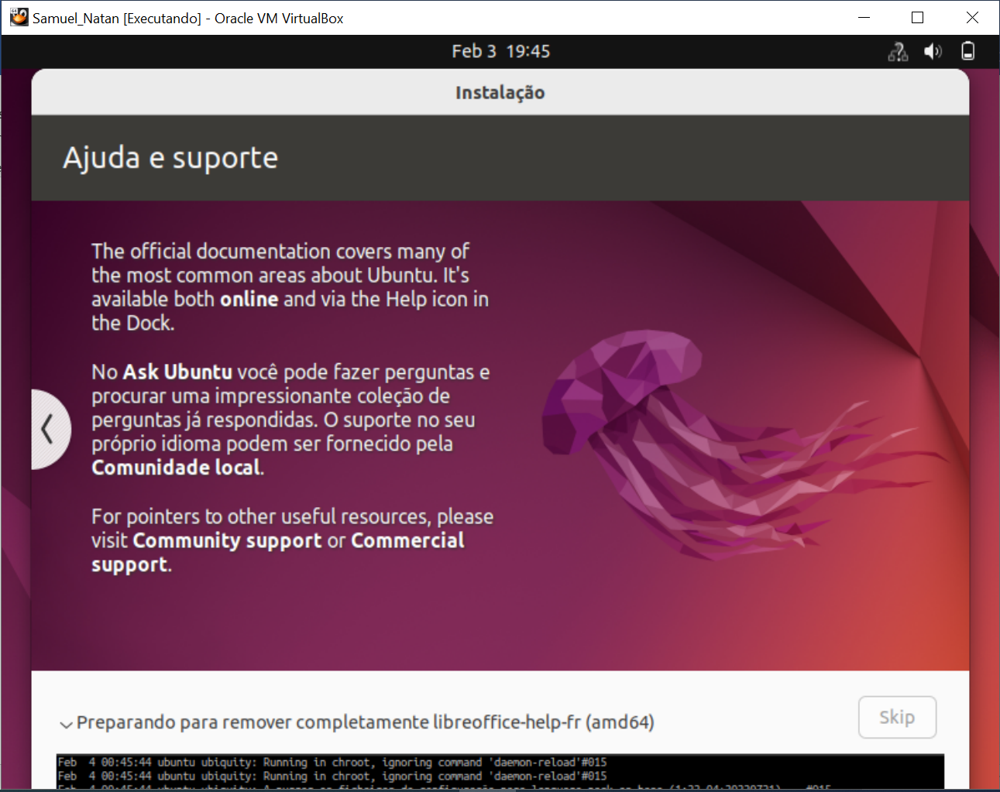 Samuel_Natan [Executando] - Oracle VM VirtualBox
Feb 3 19:45
Instalação
Ajuda e suporte
The official documentation covers many of
the most common areas about Ubuntu. It's
available both online and via the Help icon in
the Dock.
No Ask Ubuntu você pode fazer perguntas e
procurar uma impressionante coleção de
perguntas já respondidas. O suporte no seu
próprio idioma podem ser fornecido pela
Comunidade local.
For pointers to other useful resources, please
visit Community support or Commercial
support.
Preparando para remover completamente libreoffice-help-fr (amd64)
Skip
Feb 4 00:45:44 ubuntu ubiquity: Running in chroot, ignoring command 'daemon-reload'#015
Feb 4 00:45:44 ubuntu ubiquity: Running in chroot, ignoring command 'daemon-reload'#015